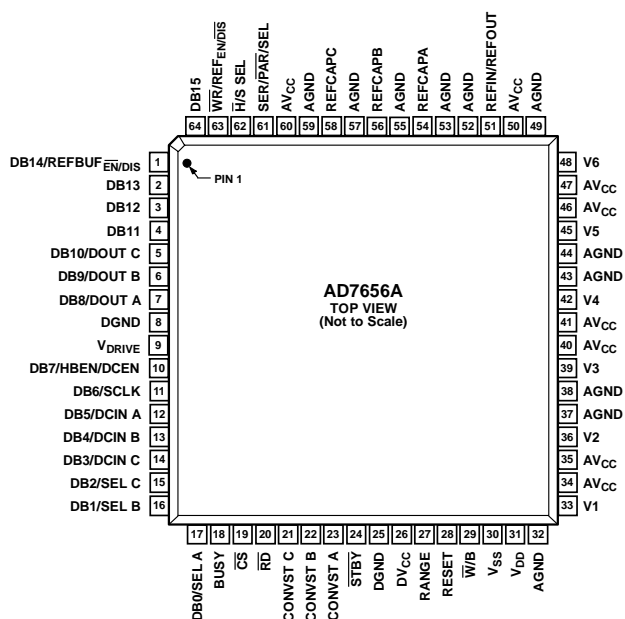 DB15
WR/REFEN/DIS
H/S SEL
SER/PAR/SEL
AVCC
AGND
REFCAPC
AGND
REFCAPB
AGND
REFCAPA
AGND
AGND
REFIN/REFOUT
AVCC
AGND
64 63 62 61 60 59 58 57 56 55 54 53 52 51 50 49
DB14/REFBUFEN/DIS 1
DB13 2
DB12 3
DB11 4
DB10/DOUT C 5
DB9/DOUT B 6
DB8/DOUT A 7
DGND 8
VDRIVE 9
DB7/HBEN/DCEN 10
DB6/SCLK 11
DB5/DCIN A 12
DB4/DCIN B 13
DB3/DCIN C 14
DB2/SEL C 15
DB1/SEL B 16
PIN 1
AD7656A
TOP VIEW
(Not to Scale)
48 V6
47 AVCC
46 AVCC
45 V5
44 AGND
43 AGND
42 V4
41 AVCC
40 AVCC
39 V3
38 AGND
37 AGND
36 V2
35 AVCC
34 AVCC
33 V1
17 18 19 20 21 22 23 24 25 26 27 28 29 30 31 32
DB0/SEL A
BUSY
CS
RD
CONVST C
CONVST B
CONVST A
STBY
DGND
DVCC
RANGE
RESET
W/B
VSS
VDD
AGND